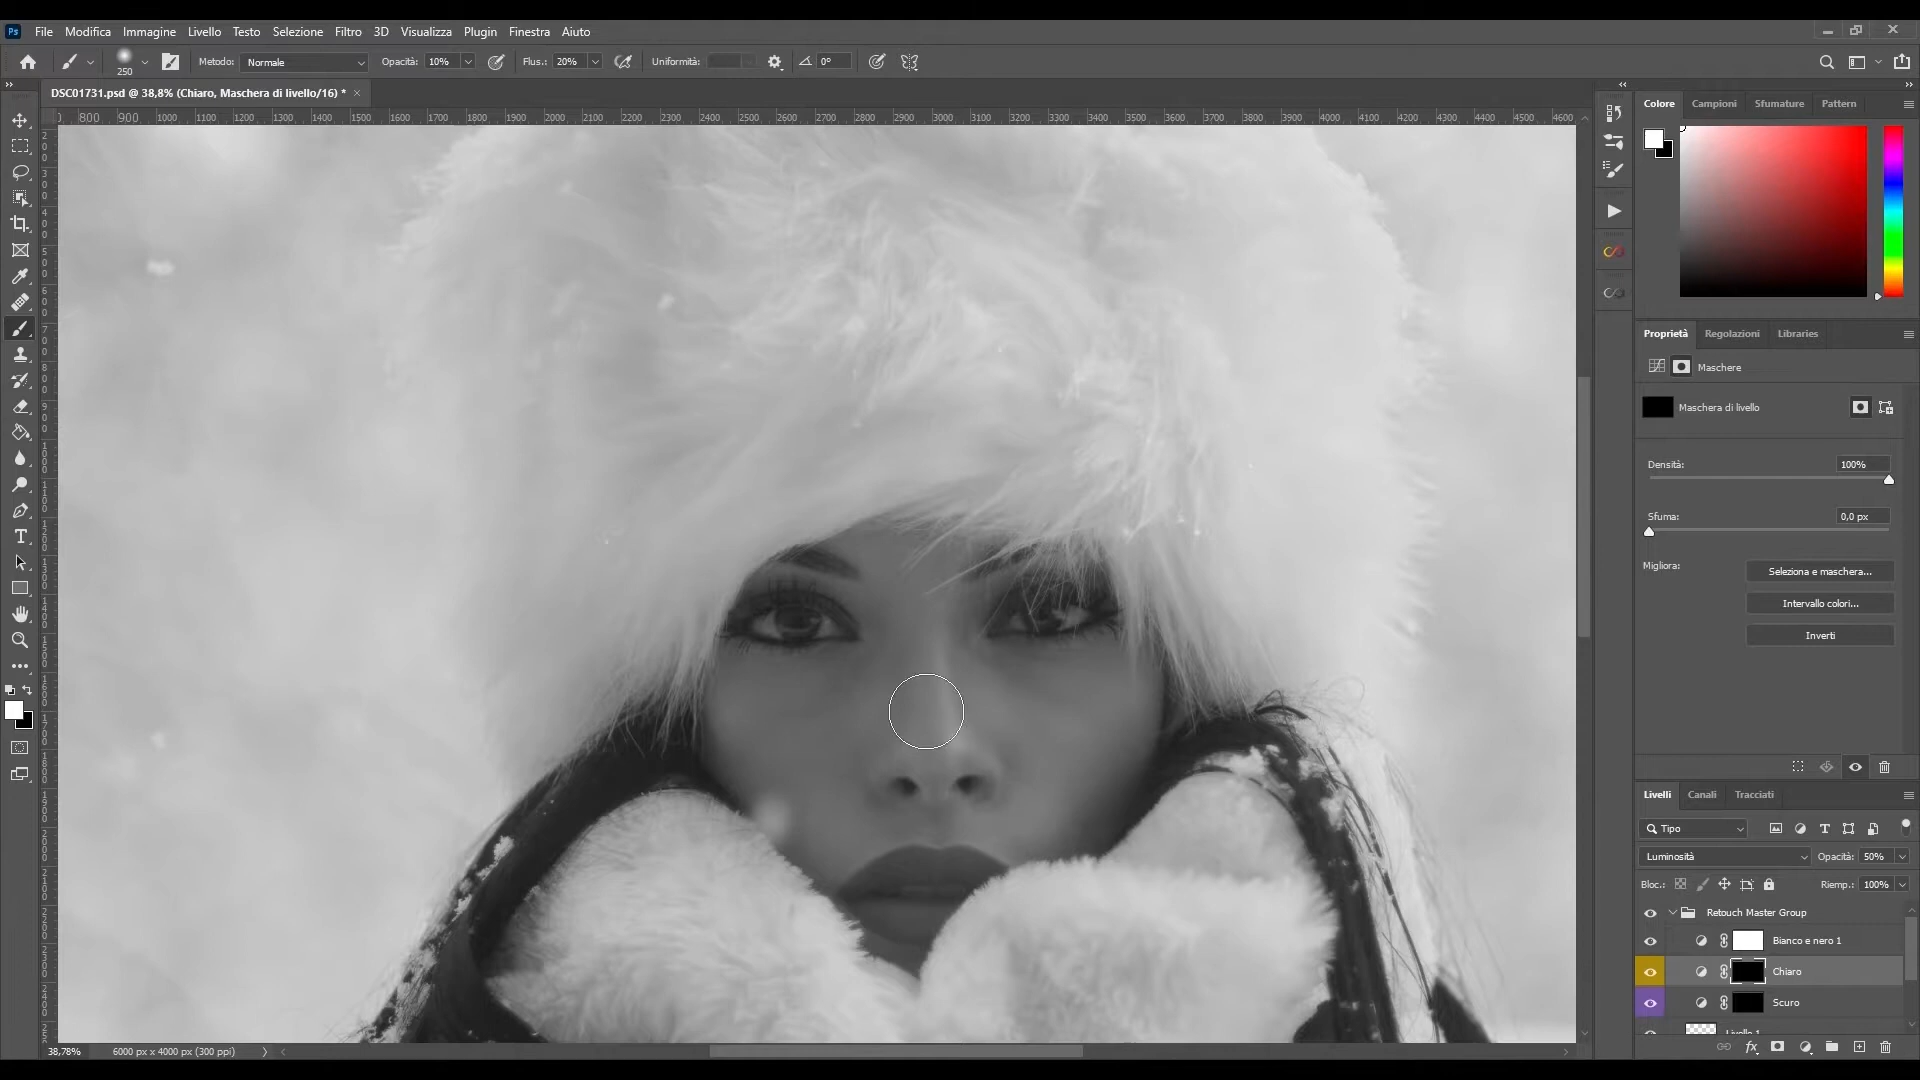 Ps File Modifica Immagine Livello Testo Selezione Filtro 3D Visualizza Plugin Finestra Aiuto
250 Metodo: Normale Opacità: 10% Flus.: 20% Uniformità: 0°
DSC01731.psd @ 38,8% (Chiaro, Maschera di livello/16) *
800 900 1000 1100 1200 1300 1400 1500 1600 1700 1800 1900 2000 2100 2200 2300 2400 2500 2600 2700 2800 2900 3000 3100 3200 3300 3400 3500 3600 3700 3800 3900 4000 4100 4200 4300 4400 4500 4600
Colore Campioni Sfumature Pattern
Proprietà Regolazioni Libraries
Maschere
Maschera di livello
Densità: 100%
Sfuma: 0,0 px
Migliora: Seleziona e maschera...
Intervallo colori...
Inverti
Livelli Canali Tracciati
Tipo
Luminosità Opacità: 50%
Bloc.: Riemp.: 100%
Retouch Master Group
Bianco e nero 1
Chiaro
Scuro
Livello 1
38,78% 6000 px x 4000 px (300 ppi)